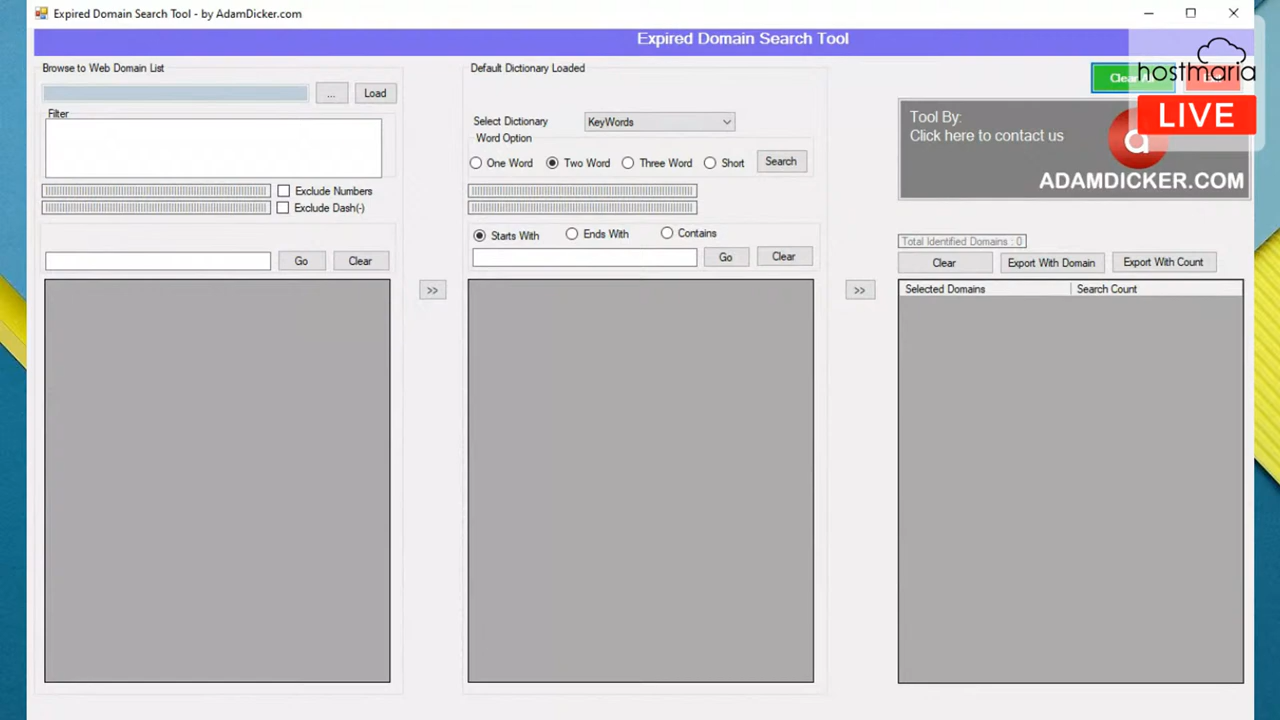 Expired Domain Search Tool - by AdamDicker.com
Expired Domain Search Tool
Browse to Web Domain List
...
Load
Filter
Exclude Numbers
Exclude Dash(-)
Go
Clear
>>
Default Dictionary Loaded
Select Dictionary
KeyWords
Word Option
One Word
Two Word
Three Word
Short
Search
Starts With
Ends With
Contains
Go
Clear
>>
hostmaria
LIVE
Tool By:
Click here to contact us
a
ADAMDICKER.COM
Total Identified Domains : 0
Clear
Export With Domain
Export With Count
Selected Domains
Search Count